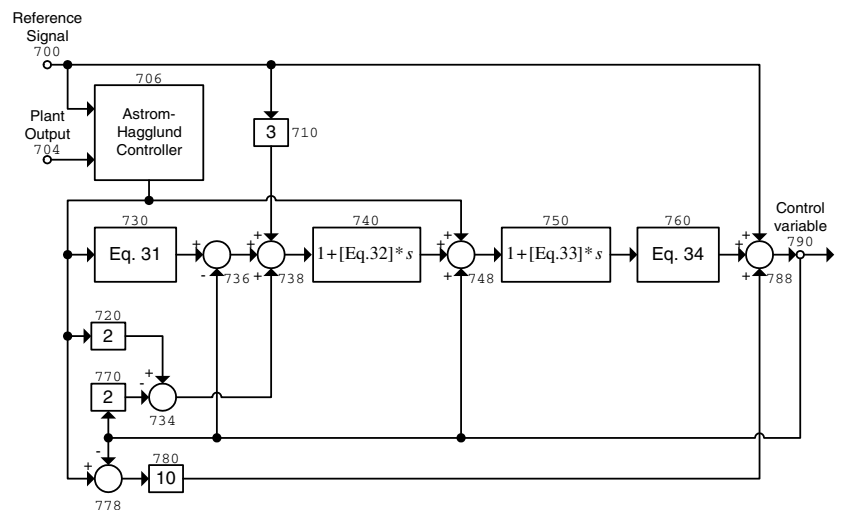 Reference
Signal
700
706
Astrom-
Hagglund
Controller
Plant
Output
704
3 710
730
Eq. 31
+
-
736
+
+
+
738
740
1+[Eq.32]*s
+
+
+
748
750
1+[Eq.33]*s
760
Eq. 34
+
+
+
788
Control
variable
790
720
2
770
2
+
-
734
-
+
778
780
10